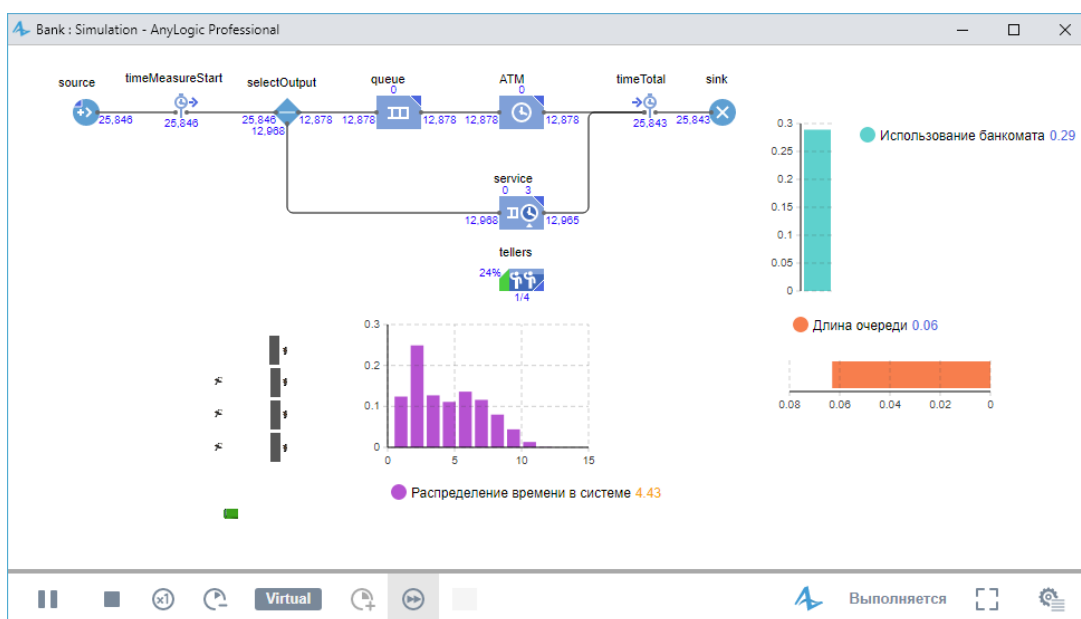 Bank : Simulation - AnyLogic Professional
source
timeMeasureStart
selectOutput
queue
ATM
timeTotal
sink
0
0
25,846
25,846
25,846
12,968
12,878
12,878
12,878
12,878
12,878
25,843
25,843
service
0 3
12,968
12,965
tellers
24%
1/4
0.3
0.25
0.2
0.15
0.1
0.05
0
Использование банкомата 0.29
Длина очереди 0.06
0.08 0.06 0.04 0.02 0
0.3
0.2
0.1
0
0 5 10 15
Распределение времени в системе 4.43
x1
Virtual
Выполняется